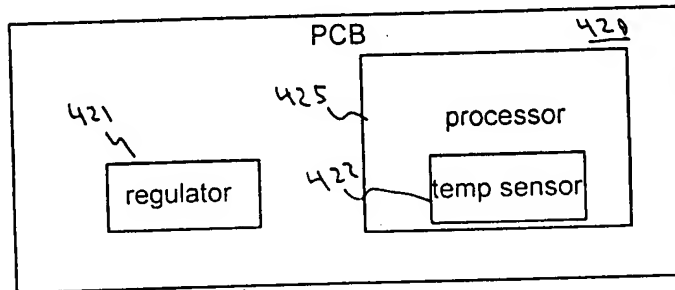 PCB 420
425
421
processor
regulator
422
temp sensor